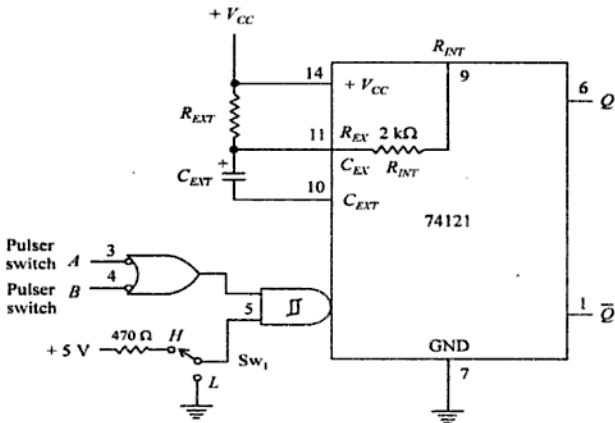 + V_CC
R_INT
14
+ V_CC
9
6
Q
R_EXT
11
R_EX
2 kΩ
C_EX
R_INT
+
C_EXT
10
C_EXT
74121
Pulser
switch A
3
4
Pulser
switch B
5
1
Q̅
470 Ω
H
+ 5 V
Sw₁
L
GND
7